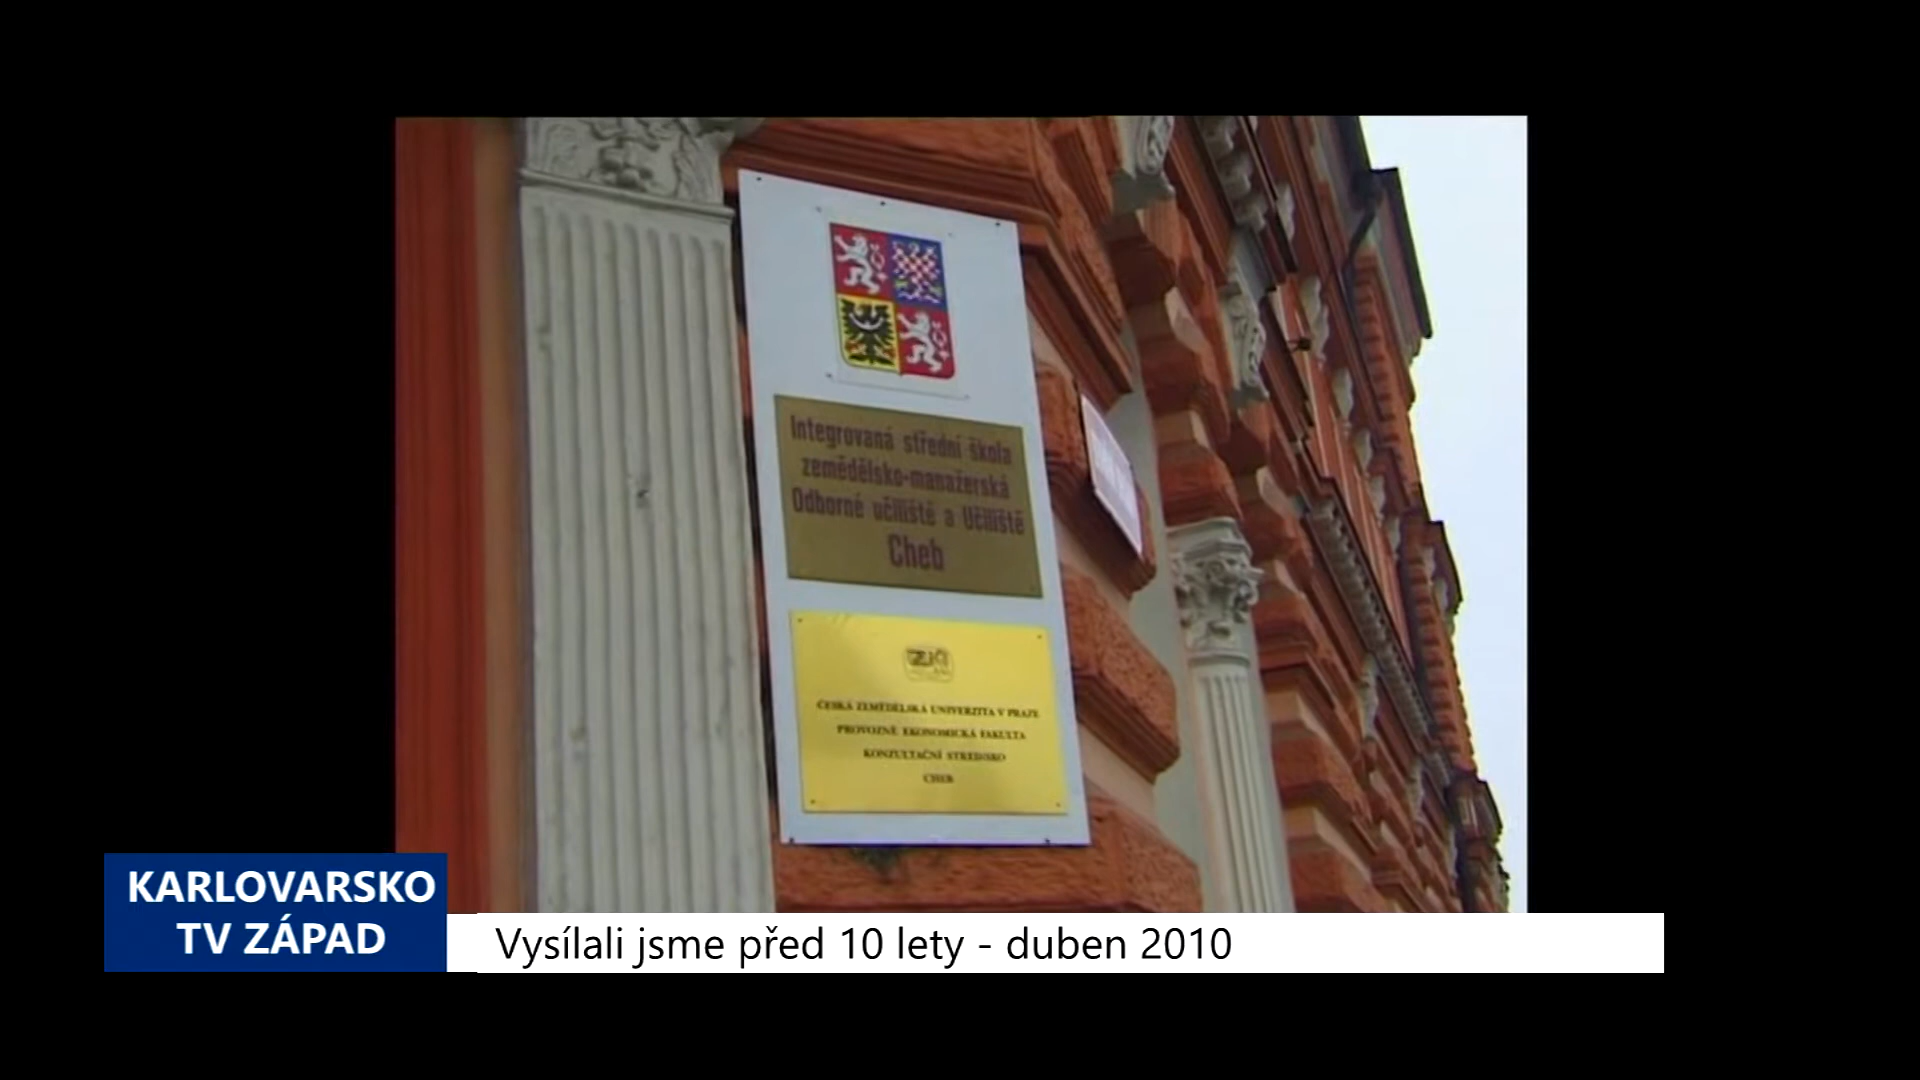 Integrovaná střední škola
zemědělsko-manažerská
Odborné učiliště a Učiliště
Cheb
ČESKÁ ZEMĚDĚLSKÁ UNIVERZITA V PRAZE
PROVOZNĚ EKONOMICKÁ FAKULTA
KONZULTAČNÍ STŘEDISKO
CHEB
KARLOVARSKO
TV ZÁPAD
Vysílali jsme před 10 lety - duben 2010